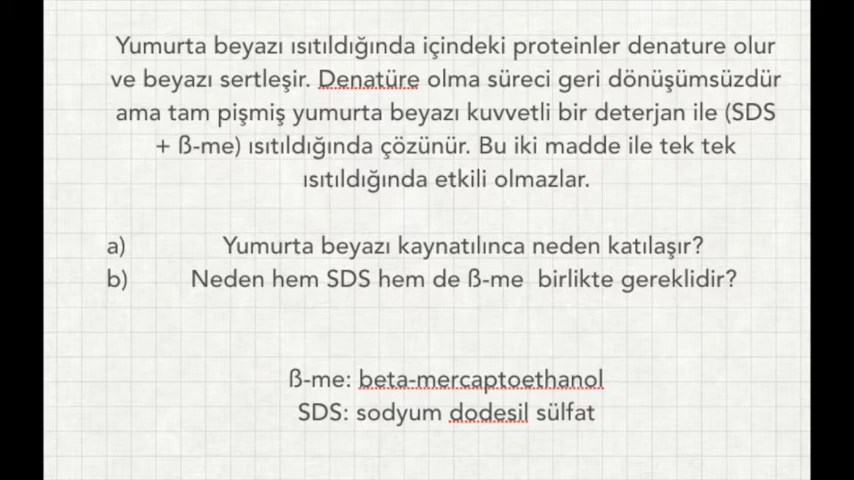 Yumurta beyazı ısıtıldığında içindeki proteinler denature olur
ve beyazı sertleşir. Denatüre olma süreci geri dönüşümsüzdür
ama tam pişmiş yumurta beyazı kuvvetli bir deterjan ile (SDS
+ ß-me) ısıtıldığında çözünür. Bu iki madde ile tek tek
ısıtıldığında etkili olmazlar.
a) Yumurta beyazı kaynatılınca neden katılaşır?
b) Neden hem SDS hem de ß-me birlikte gereklidir?
ß-me: beta-mercaptoethanol
SDS: sodyum dodesil sülfat